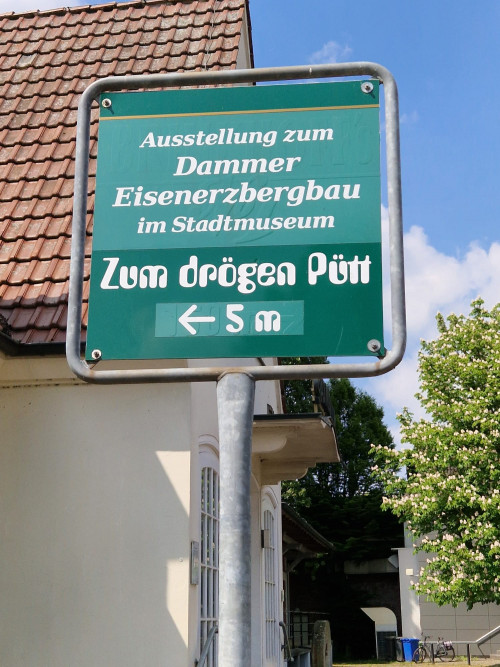 Ausstellung zum
Dammer
Eisenerzbergbau
im Stadtmuseum
Zum drögen Pütt
← 5 m